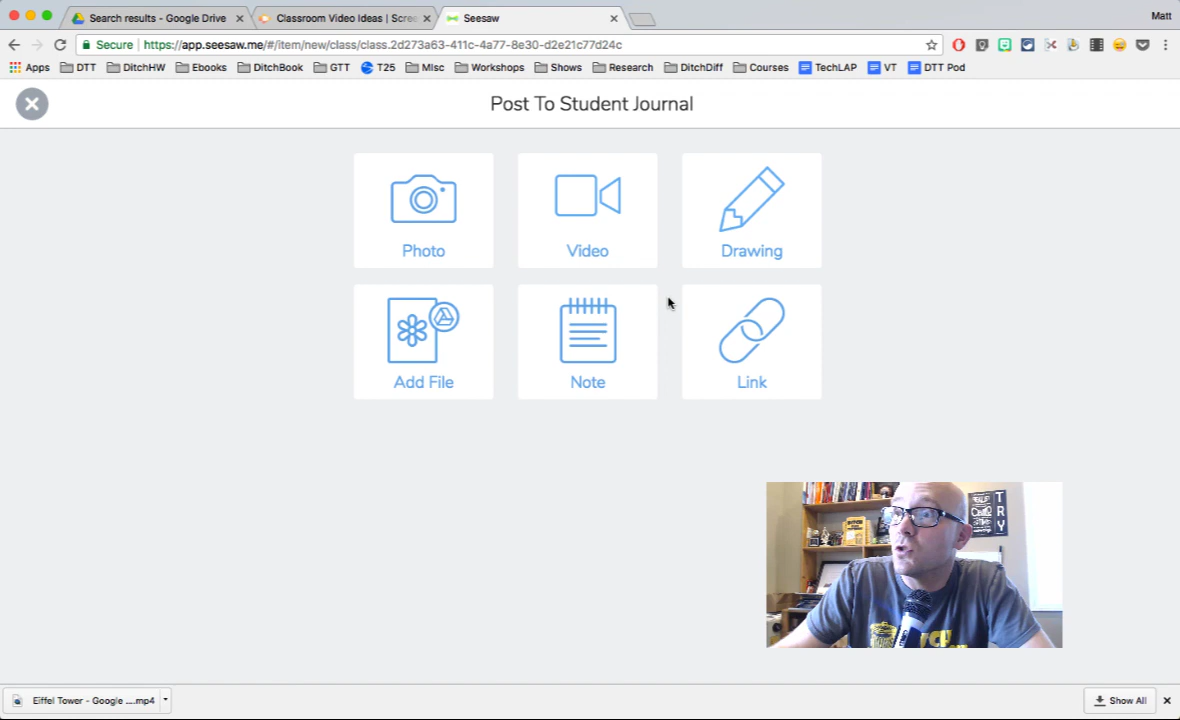 Search results - Google Drive
Classroom Video Ideas | Scree
Seesaw
Matt
Secure
https://app.seesaw.me/#/item/new/class/class.2d273a63-411c-4a77-8e30-d2e21c77d24c
Apps DTT DitchHW Ebooks DitchBook GTT T25 MIsc Workshops Shows Research DitchDiff Courses TechLAP VT DTT Pod
Post To Student Journal
Photo
Video
Drawing
Add File
Note
Link
TRY
Eiffel Tower - Google ....mp4
Show All